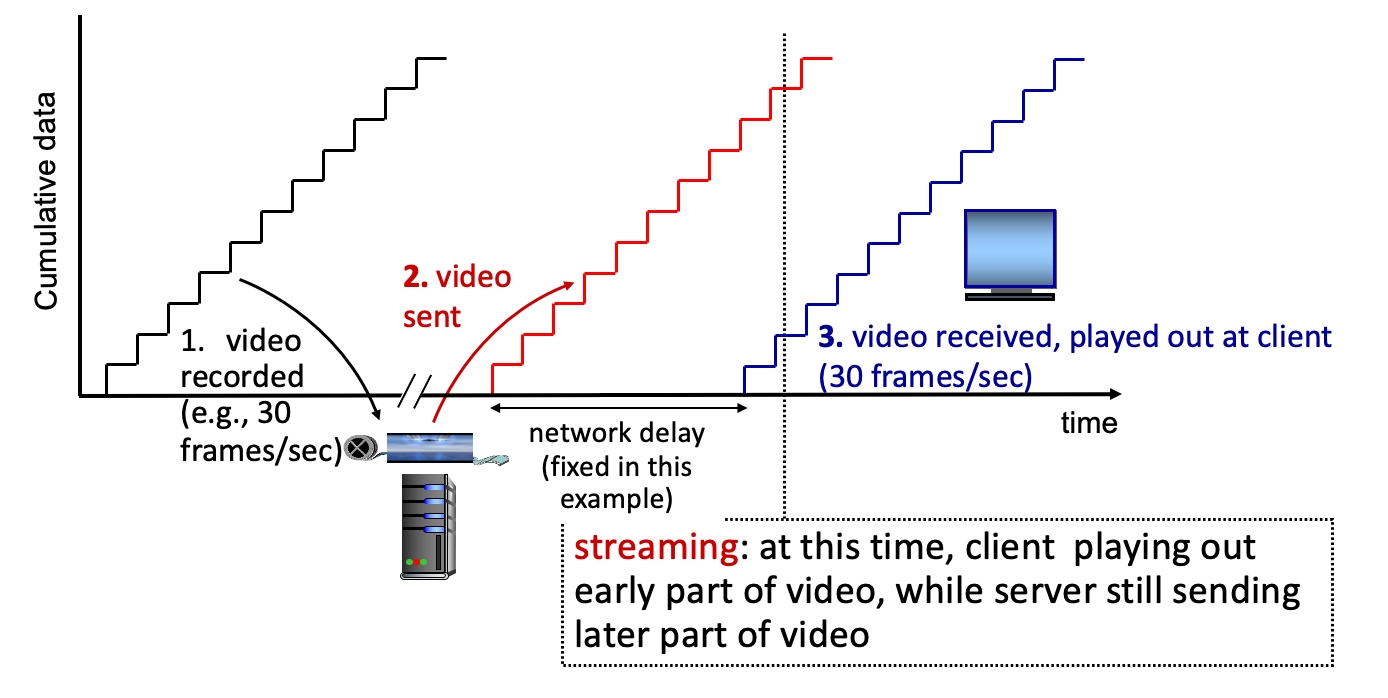 Cumulative data
1. video
recorded
(e.g., 30
frames/sec)
2. video
sent
3. video received, played out at client
(30 frames/sec)
time
network delay
(fixed in this
example)
streaming: at this time, client playing out
early part of video, while server still sending
later part of video